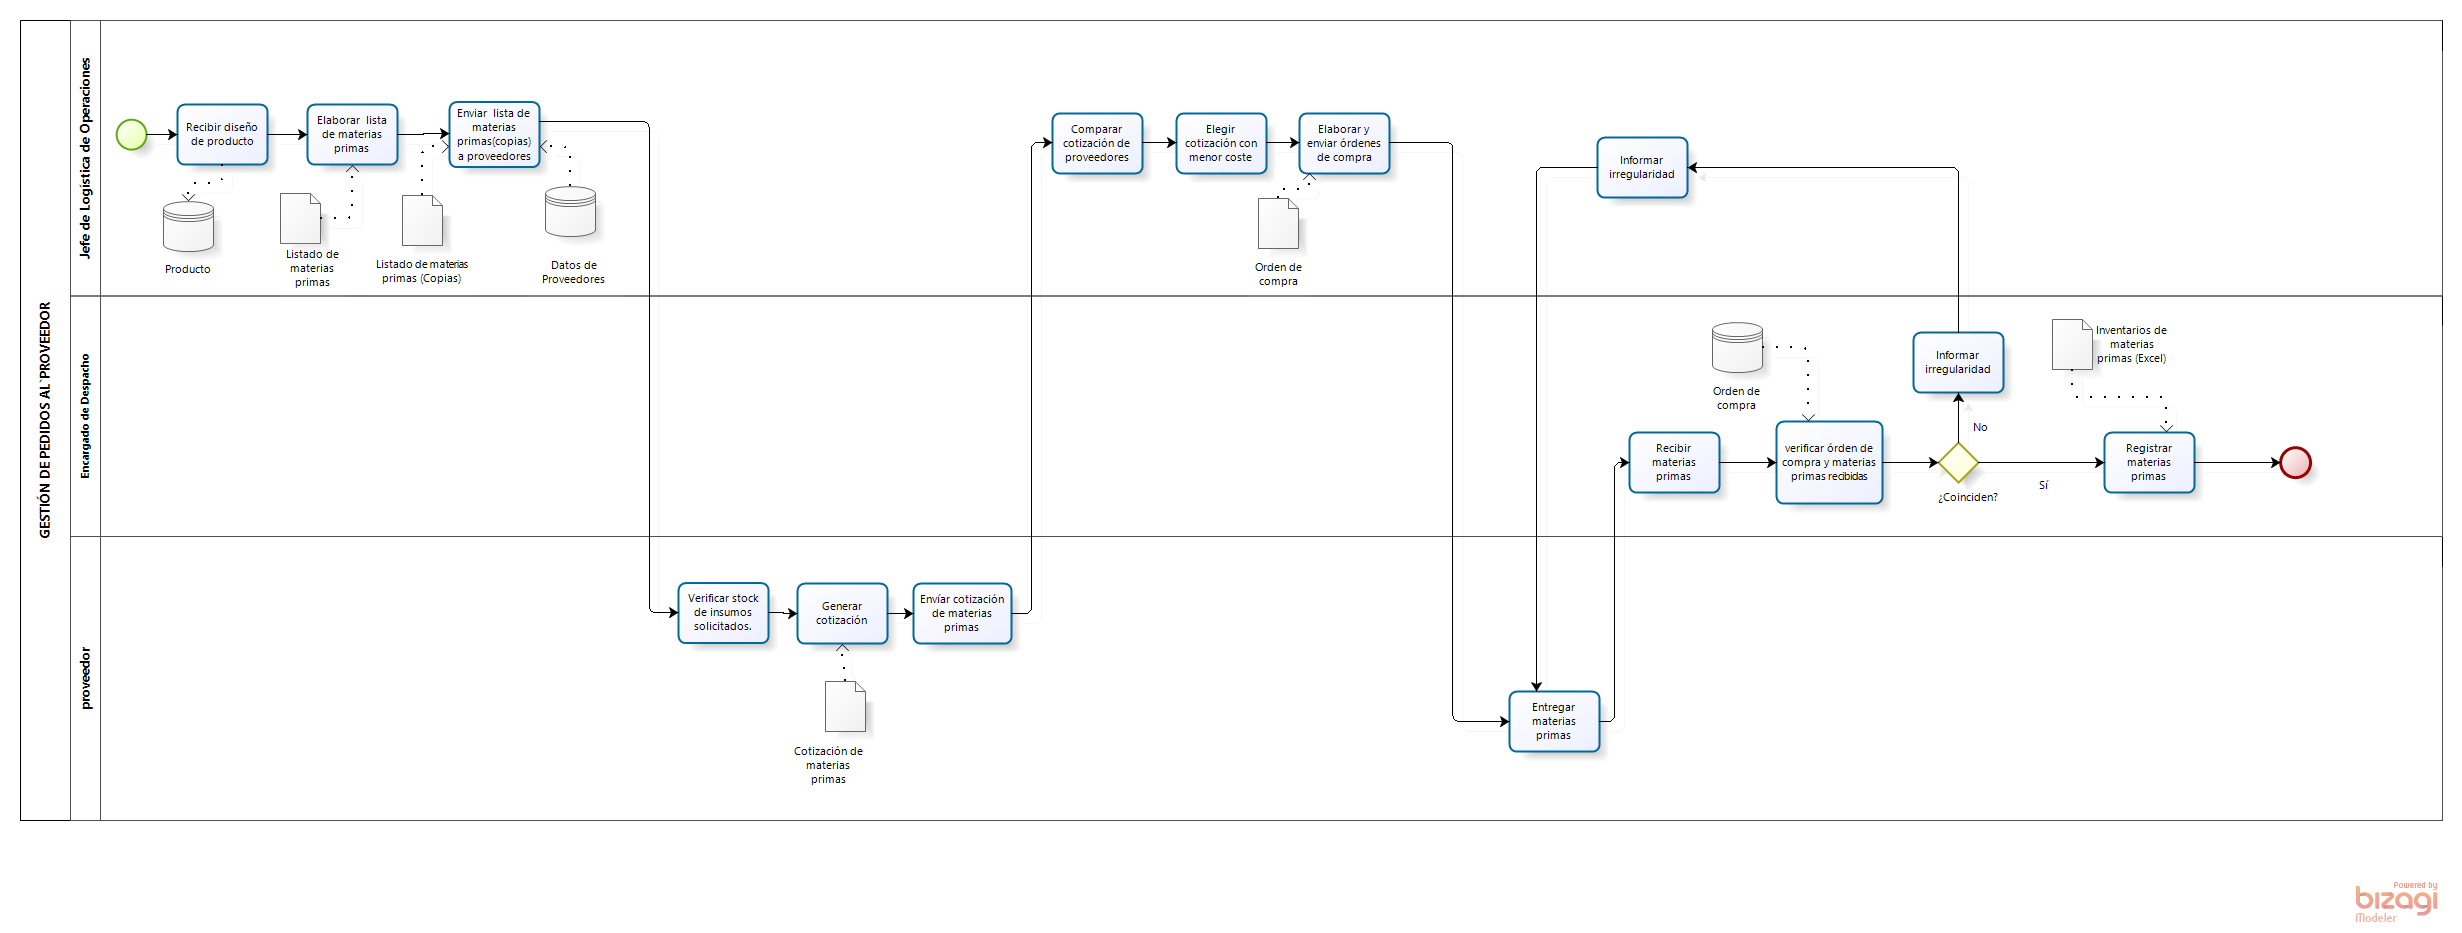 GESTIÓN DE PEDIDOS AL`PROVEEDOR
Jefe de Logística de Operaciones
Recibir diseño
de producto
Elaborar lista
de materias
primas
Enviar lista de
materias
primas(copias)
a proveedores
Producto
Listado de
materias
primas
Listado de materias
primas (Copias)
Datos de
Proveedores
Comparar
cotización de
proveedores
Elegir
cotización con
menor coste
Elaborar y
enviar órdenes
de compra
Orden de
compra
Informar
irregularidad
Encargado de Despacho
Orden de
compra
Informar
irregularidad
Inventarios de
materias
primas (Excel)
Recibir
materias
primas
verificar órden de
compra y materias
primas recibidas
No
¿Coinciden?
Sí
Registrar
materias
primas
proveedor
Verificar stock
de insumos
solicitados.
Generar
cotización
Envíar cotización
de materias
primas
Cotización de
materias
primas
Entregar
materias
primas
Powered by
bizagi
Modeler